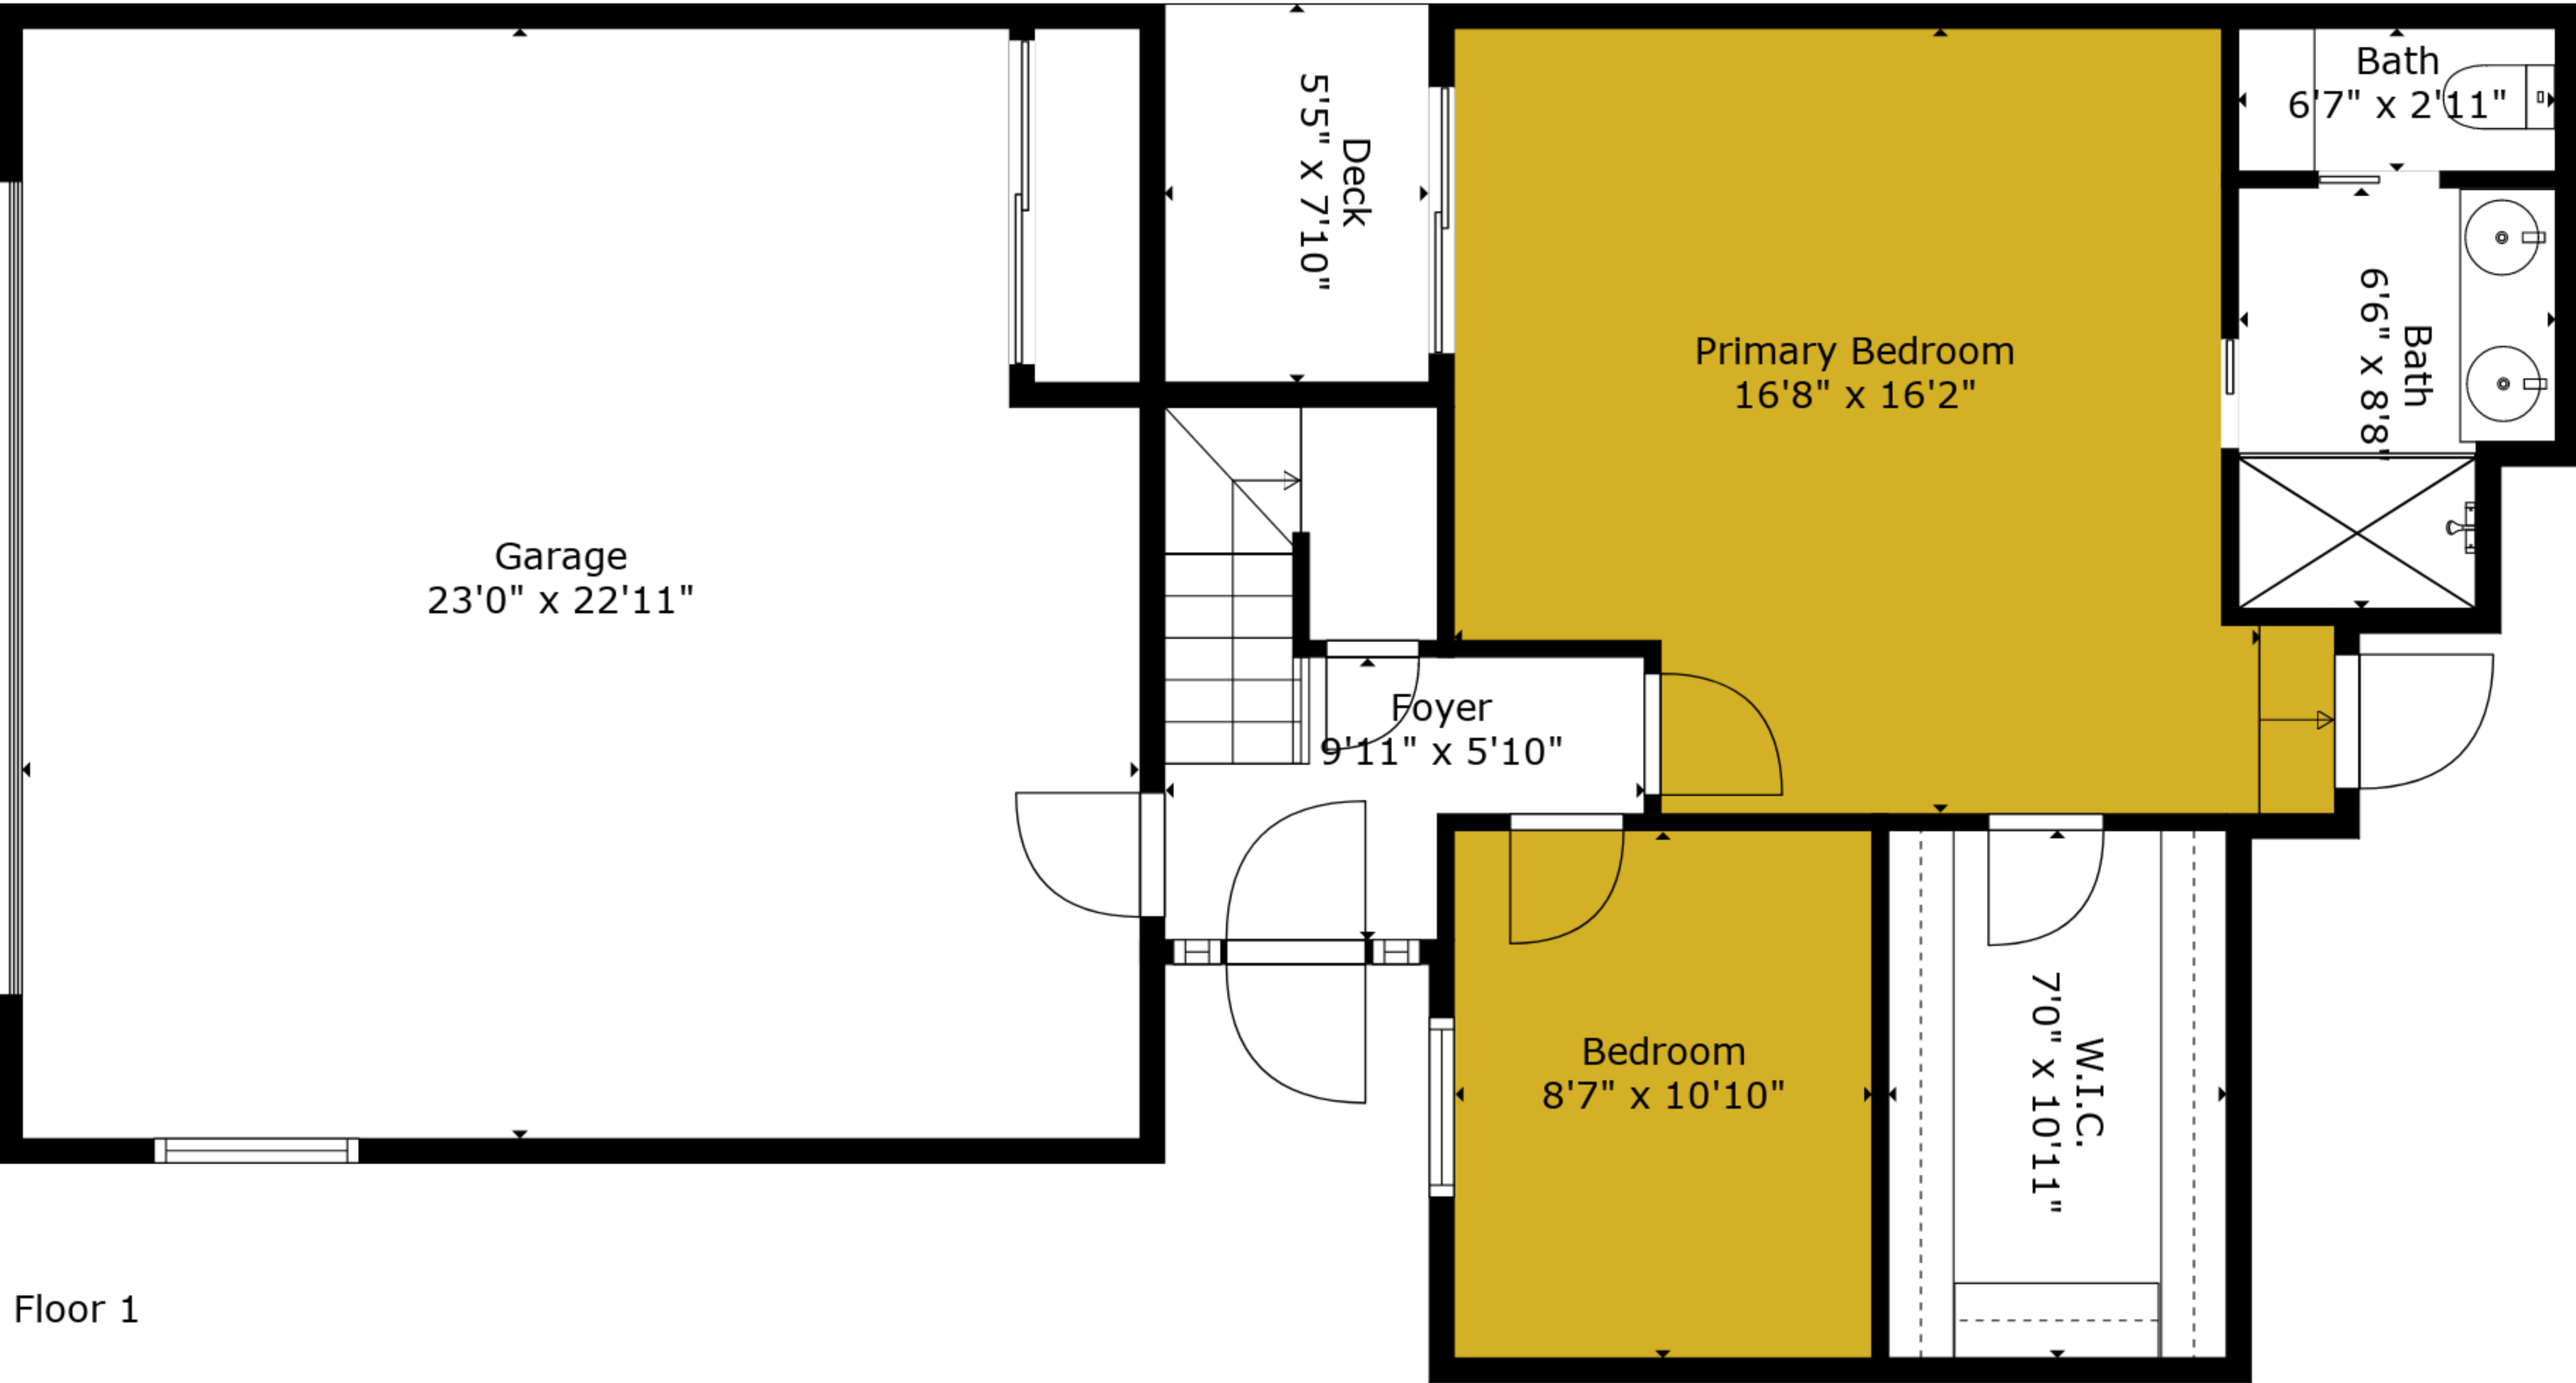 Bath
6'7" x 2'11"
Deck
5'5" x 7'10"
Primary Bedroom
16'8" x 16'2"
Bath
6'6" x 8'8"
Garage
23'0" x 22'11"
Foyer
9'11" x 5'10"
Bedroom
8'7" x 10'10"
W.I.C.
7'0" x 10'11"
Floor 1